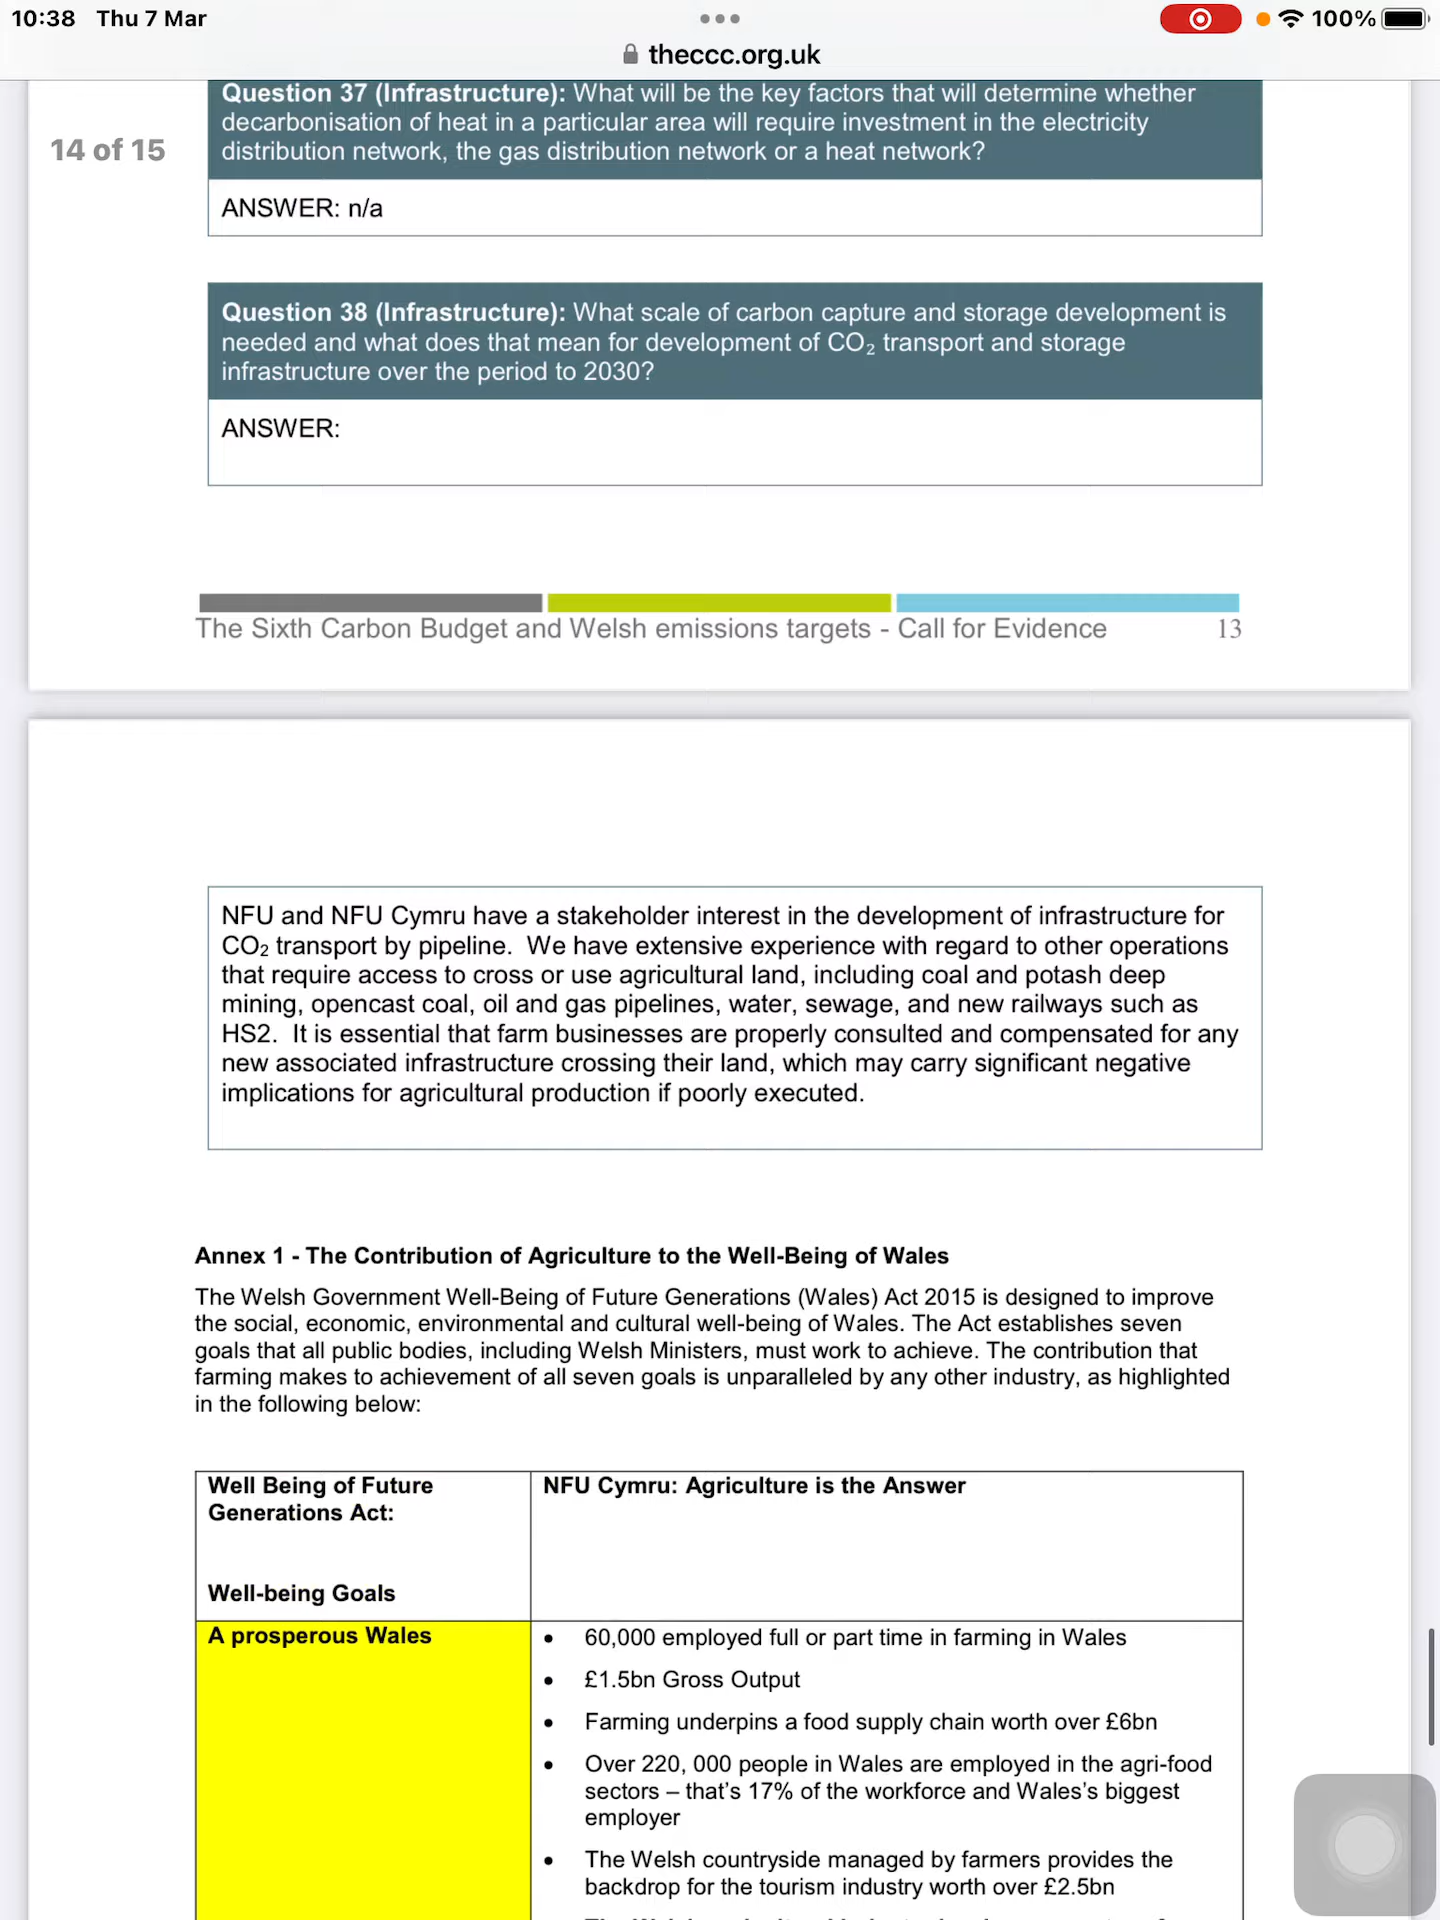 10:38 Thu 7 Mar
100%
theccc.org.uk
14 of 15
Question 37 (Infrastructure): What will be the key factors that will determine whether
decarbonisation of heat in a particular area will require investment in the electricity
distribution network, the gas distribution network or a heat network?
ANSWER: n/a
Question 38 (Infrastructure): What scale of carbon capture and storage development is
needed and what does that mean for development of CO₂ transport and storage
infrastructure over the period to 2030?
ANSWER:
The Sixth Carbon Budget and Welsh emissions targets - Call for Evidence 13
NFU and NFU Cymru have a stakeholder interest in the development of infrastructure for
CO₂ transport by pipeline.  We have extensive experience with regard to other operations
that require access to cross or use agricultural land, including coal and potash deep
mining, opencast coal, oil and gas pipelines, water, sewage, and new railways such as
HS2.  It is essential that farm businesses are properly consulted and compensated for any
new associated infrastructure crossing their land, which may carry significant negative
implications for agricultural production if poorly executed.
Annex 1 - The Contribution of Agriculture to the Well-Being of Wales
The Welsh Government Well-Being of Future Generations (Wales) Act 2015 is designed to improve
the social, economic, environmental and cultural well-being of Wales. The Act establishes seven
goals that all public bodies, including Welsh Ministers, must work to achieve. The contribution that
farming makes to achievement of all seven goals is unparalleled by any other industry, as highlighted
in the following below:
Well Being of Future
Generations Act:
Well-being Goals
NFU Cymru: Agriculture is the Answer
A prosperous Wales
• 60,000 employed full or part time in farming in Wales
• £1.5bn Gross Output
• Farming underpins a food supply chain worth over £6bn
• Over 220, 000 people in Wales are employed in the agri-food
sectors – that's 17% of the workforce and Wales's biggest
employer
• The Welsh countryside managed by farmers provides the
backdrop for the tourism industry worth over £2.5bn